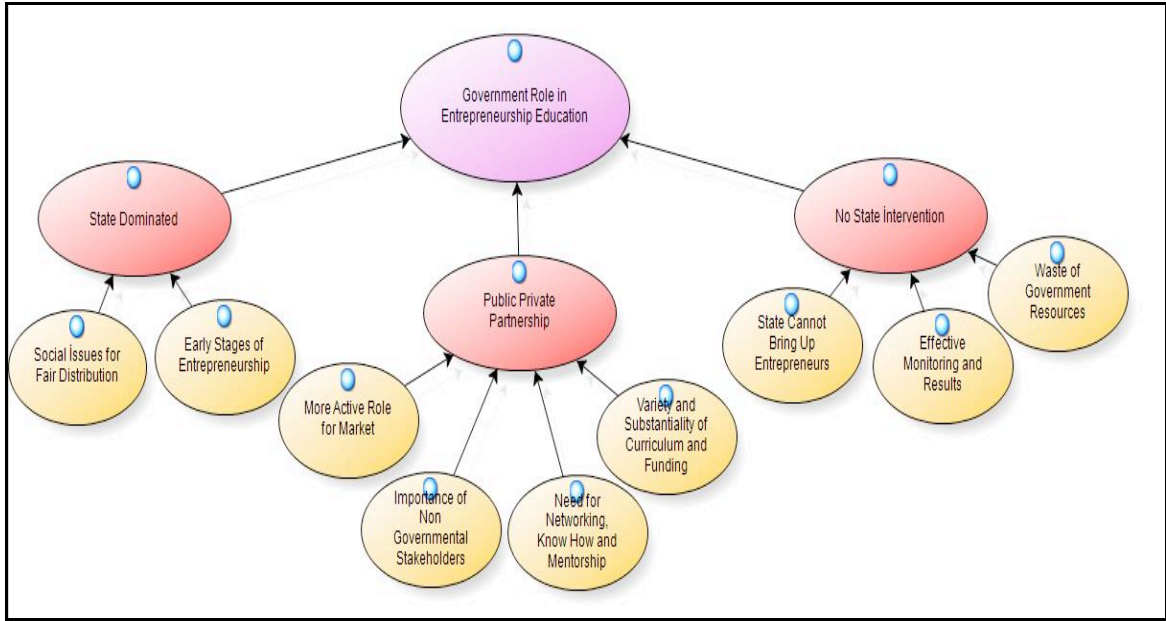 Government Role in
Entrepreneurship Education
State Dominated
No State İntervention
Public Private
Partnership
Social İssues for
Fair Distribution
Early Stages of
Entrepreneurship
More Active Role
for Market
Importance of
Non
Governmental
Stakeholders
Need for
Networking,
Know How and
Mentorship
Variety and
Substantiality of
Curriculum and
Funding
State Cannot
Bring Up
Entrepreneurs
Effective
Monitoring and
Results
Waste of
Government
Resources